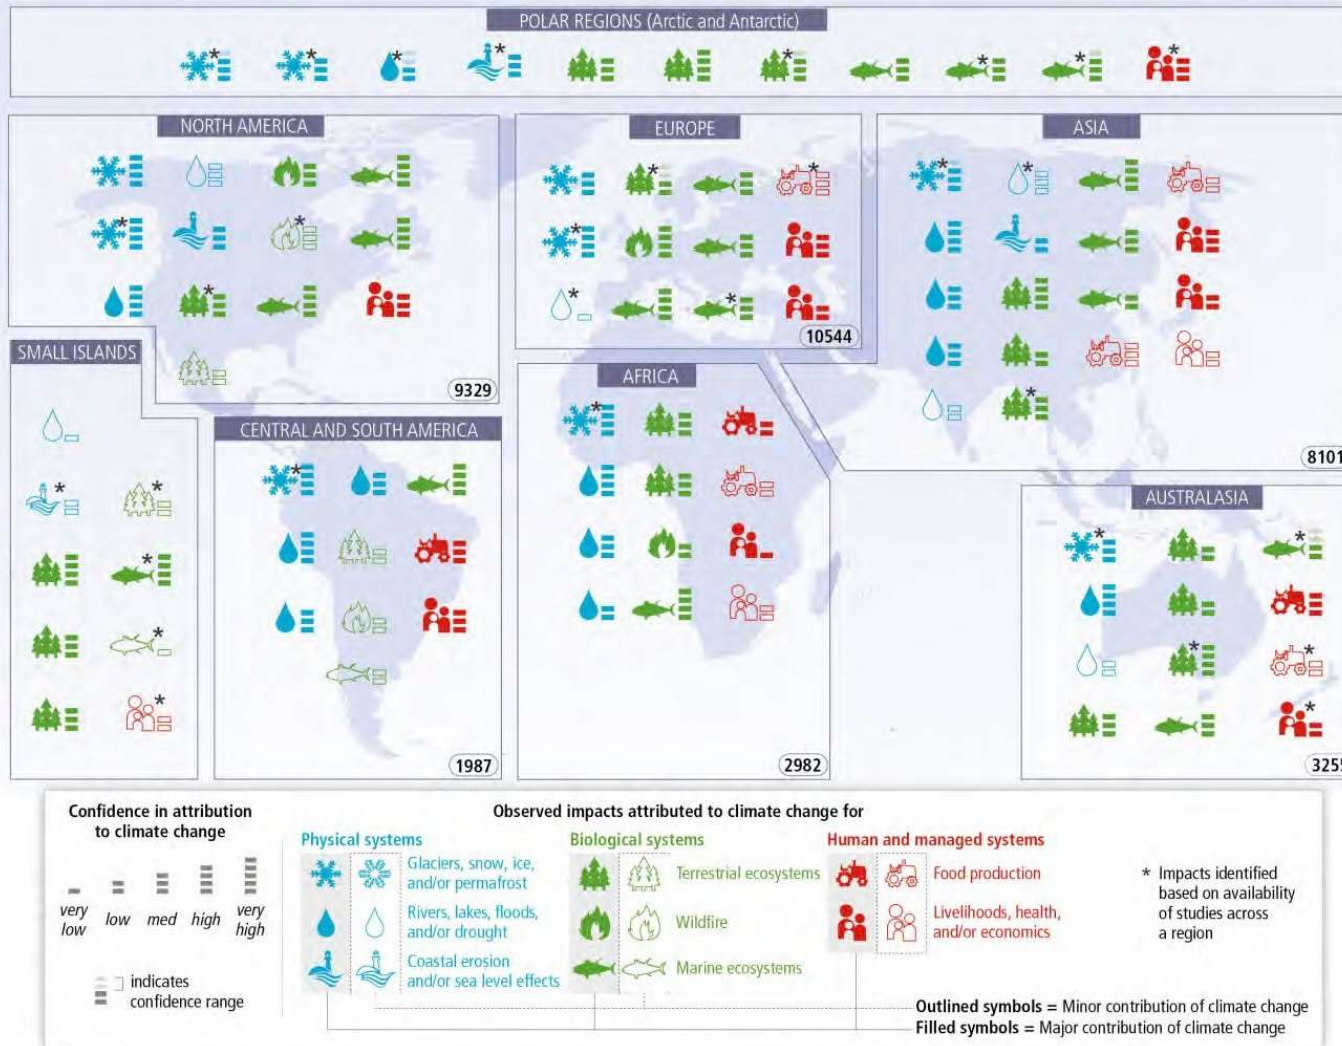 POLAR REGIONS (Arctic and Antarctic)
NORTH AMERICA
EUROPE
ASIA
10544
SMALL ISLANDS
9329
AFRICA
CENTRAL AND SOUTH AMERICA
8101
AUSTRALASIA
1987
2982
3255
Confidence in attribution
to climate change
very low
low
med
high
very high
indicates
confidence range
Observed impacts attributed to climate change for
Physical systems
Glaciers, snow, ice,
and/or permafrost
Rivers, lakes, floods,
and/or drought
Coastal erosion
and/or sea level effects
Biological systems
Terrestrial ecosystems
Wildfire
Marine ecosystems
Human and managed systems
Food production
Livelihoods, health,
and/or economics
* Impacts identified
based on availability
of studies across
a region
Outlined symbols = Minor contribution of climate change
Filled symbols = Major contribution of climate change